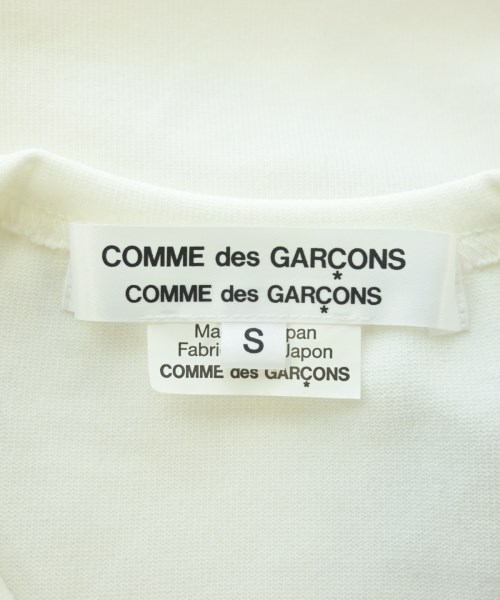 COMME des GARÇONS
COMME des GARÇONS
Ma pan
S
Fabri Japon
COMME des GARÇONS